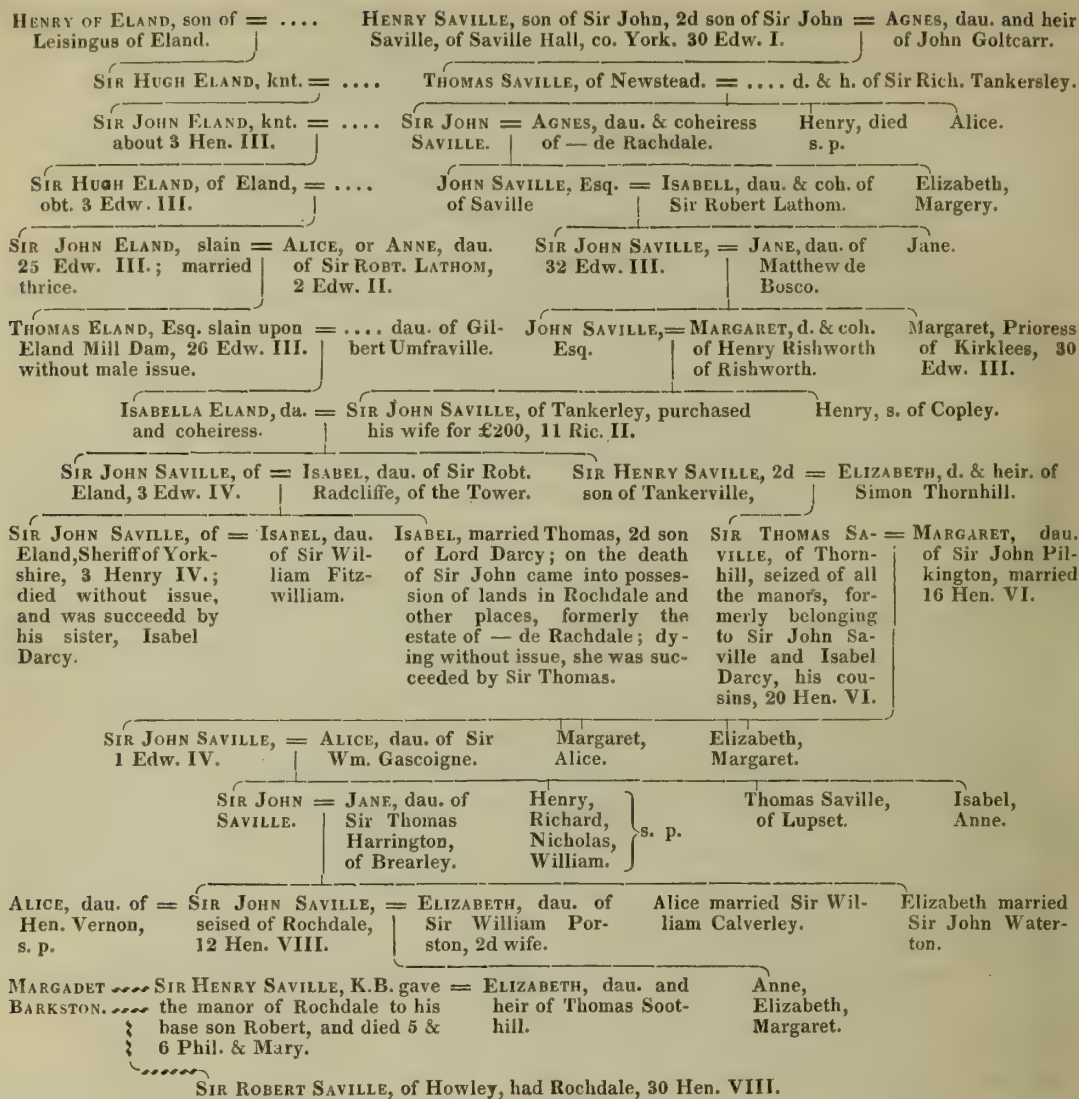 HENRY OF ELAND, son of = .... HENRY SAVILLE, son of Sir John, 2d son of Sir John = AGNES, dau. and heir
Leisingus of Eland. Saville, of Saville Hall, co. York. 30 Edw. I. of John Goltcarr.
SIR HUGH ELAND, knt. = .... THOMAS SAVILLE, of Newstead. = .... d. & h. of Sir Rich. Tankersley.
SIR JOHN ELAND, knt. = .... SIR JOHN = AGNES, dau. & coheiress Henry, died Alice.
about 3 Hen. III. SAVILLE. of — de Rachdale. s. p.
SIR HUGH ELAND, of Eland, = .... JOHN SAVILLE, Esq. = ISABELL, dau. & coh. of Elizabeth,
obt. 3 Edw. III. of Saville Sir Robert Lathom. Margery.
SIR JOHN ELAND, slain = ALICE, or ANNE, dau. SIR JOHN SAVILLE, = JANE, dau. of Jane.
25 Edw. III.; married of Sir ROBT. LATHOM, 32 Edw. III. Matthew de
thrice. 2 Edw. II. Bosco.
THOMAS ELAND, Esq. slain upon = .... dau. of Gil- JOHN SAVILLE, = MARGARET, d. & coh. Margaret, Prioress
Eland Mill Dam, 26 Edw. III. bert Umfraville. Esq. of Henry Rishworth of Kirklees, 30
without male issue. of Rishworth. Edw. III.
ISABELLA ELAND, da. = SIR JOHN SAVILLE, of Tankerley, purchased Henry, s. of Copley.
and coheiress. his wife for £200, 11 Ric. II.
SIR JOHN SAVILLE, of = ISABEL, dau. of Sir Robt. SIR HENRY SAVILLE, 2d = ELIZABETH, d. & heir. of
Eland, 3 Edw. IV. Radcliffe, of the Tower. son of Tankerville, Simon Thornhill.
SIR JOHN SAVILLE, of = ISABEL, dau. ISABEL, married Thomas, 2d son SIR THOMAS SA- = MARGARET, dau.
Eland, Sheriff of York- of Sir Wil- of Lord Darcy; on the death VILLE, of Thorn- of Sir John Pil-
shire, 3 Henry IV.; liam Fitz- of Sir John came into posses- hill, seized of all kington, married
died without issue, william. sion of lands in Rochdale and the manors, for- 16 Hen. VI.
and was succeedd by other places, formerly the merly belonging
his sister, Isabel estate of — de Rachdale; dy- to Sir John Sa-
Darcy. ing without issue, she was suc- ville and Isabel
ceeded by Sir Thomas. Darcy, his cou-
sins, 20 Hen. VI.
SIR JOHN SAVILLE, = ALICE, dau. of Sir Margaret, Elizabeth,
1 Edw. IV. Wm. Gascoigne. Alice. Margaret.
SIR JOHN = JANE, dau. of Henry, Thomas Saville, Isabel,
SAVILLE. Sir Thomas Richard, of Lupset. Anne.
Harrington, Nicholas, s. p.
of Brearley. William.
ALICE, dau. of = SIR JOHN SAVILLE, = ELIZABETH, dau. of Alice married Sir Wil- Elizabeth married
Hen. Vernon, seised of Rochdale, Sir William Por- liam Calverley. Sir John Water-
s. p. 12 Hen. VIII. ston, 2d wife. ton.
MARGADET SIR HENRY SAVILLE, K.B. gave = ELIZABETH, dau. and Anne,
BARKSTON. the manor of Rochdale to his heir of Thomas Soot- Elizabeth,
base son Robert, and died 5 & hill. Margaret.
6 Phil. & Mary.
SIR ROBERT SAVILLE, of Howley, had Rochdale, 30 Hen. VIII.